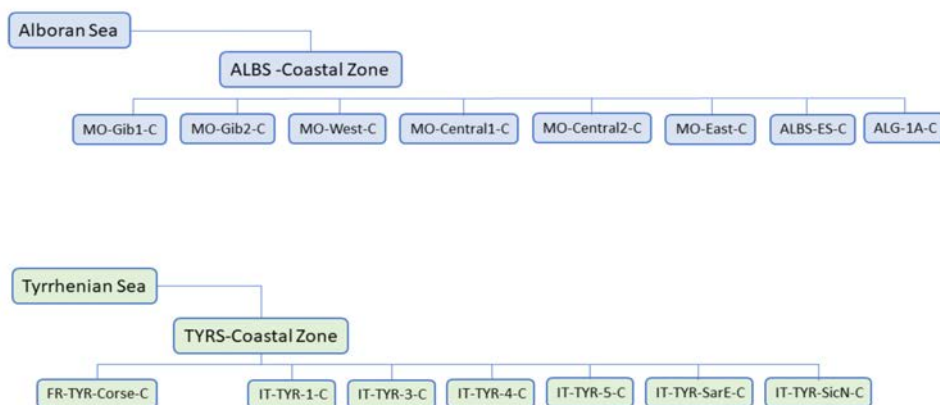 Alboran Sea
ALBS -Coastal Zone
MO-Gib1-C MO-Gib2-C MO-West-C MO-Central1-C MO-Central2-C MO-East-C ALBS-ES-C ALG-1A-C
Tyrrhenian Sea
TYRS-Coastal Zone
FR-TYR-Corse-C IT-TYR-1-C IT-TYR-3-C IT-TYR-4-C IT-TYR-5-C IT-TYR-SarE-C IT-TYR-SicN-C